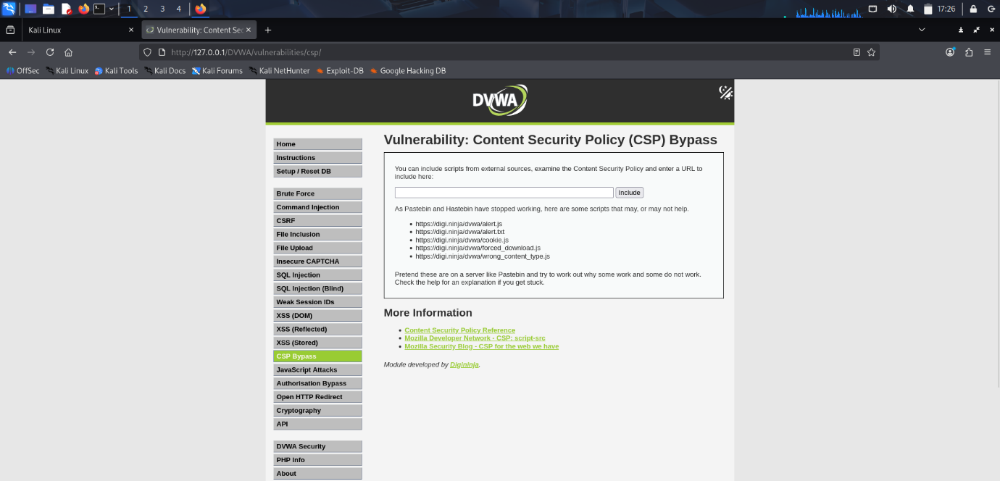 1 2 3 4
17:26
Kali Linux
Vulnerability: Content Sec
http://127.0.0.1/DVWA/vulnerabilities/csp/
OffSec Kali Linux Kali Tools Kali Docs Kali Forums Kali NetHunter Exploit-DB Google Hacking DB
DVWA
Home
Instructions
Setup / Reset DB
Brute Force
Command Injection
CSRF
File Inclusion
File Upload
Insecure CAPTCHA
SQL Injection
SQL Injection (Blind)
Weak Session IDs
XSS (DOM)
XSS (Reflected)
XSS (Stored)
CSP Bypass
JavaScript Attacks
Authorisation Bypass
Open HTTP Redirect
Cryptography
API
DVWA Security
PHP Info
About
Vulnerability: Content Security Policy (CSP) Bypass
You can include scripts from external sources, examine the Content Security Policy and enter a URL to
include here:
Include
As Pastebin and Hastebin have stopped working, here are some scripts that may, or may not help.
https://digi.ninja/dvwa/alert.js
https://digi.ninja/dvwa/alert.txt
https://digi.ninja/dvwa/cookie.js
https://digi.ninja/dvwa/forced_download.js
https://digi.ninja/dvwa/wrong_content_type.js
Pretend these are on a server like Pastebin and try to work out why some work and some do not work.
Check the help for an explanation if you get stuck.
More Information
Content Security Policy Reference
Mozilla Developer Network - CSP: script-src
Mozilla Security Blog - CSP for the web we have
Module developed by Digininja.